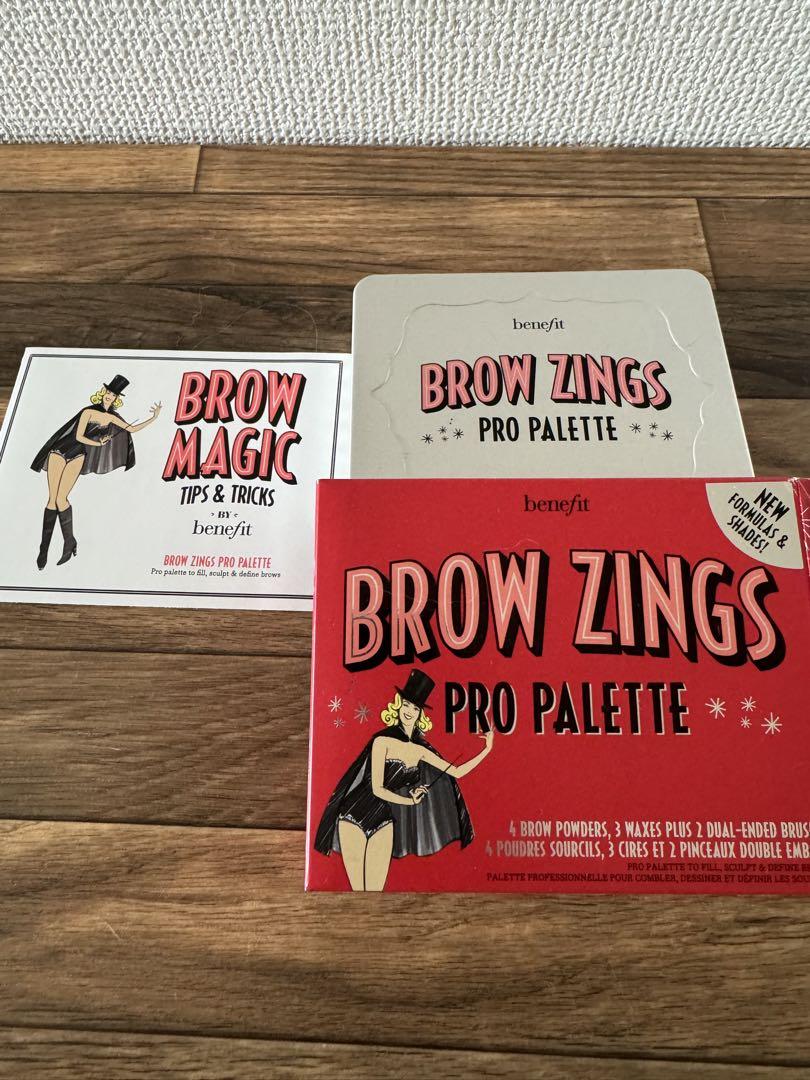 BROW
MAGIC
TIPS & TRICKS
BY
benefit
BROW ZINGS PRO PALETTE
Pro palette to fill, sculpt & define brows
benefit
BROW ZINGS
PRO PALETTE
benefit
NEW
FORMULAS &
SHADES!
BROW ZINGS
PRO PALETTE
4 BROW POWDERS, 3 WAXES PLUS 2 DUAL-ENDED
4 POUDRES SOURCILS, 3 CIRES ET 2 PINCEAUX DOUBLE
PRO PALETTE TO FILL, SCULPT & DEFINE
PALETTE PROFESSIONNELLE POUR COMBLER, DESSINER ET DÉFINIR LES